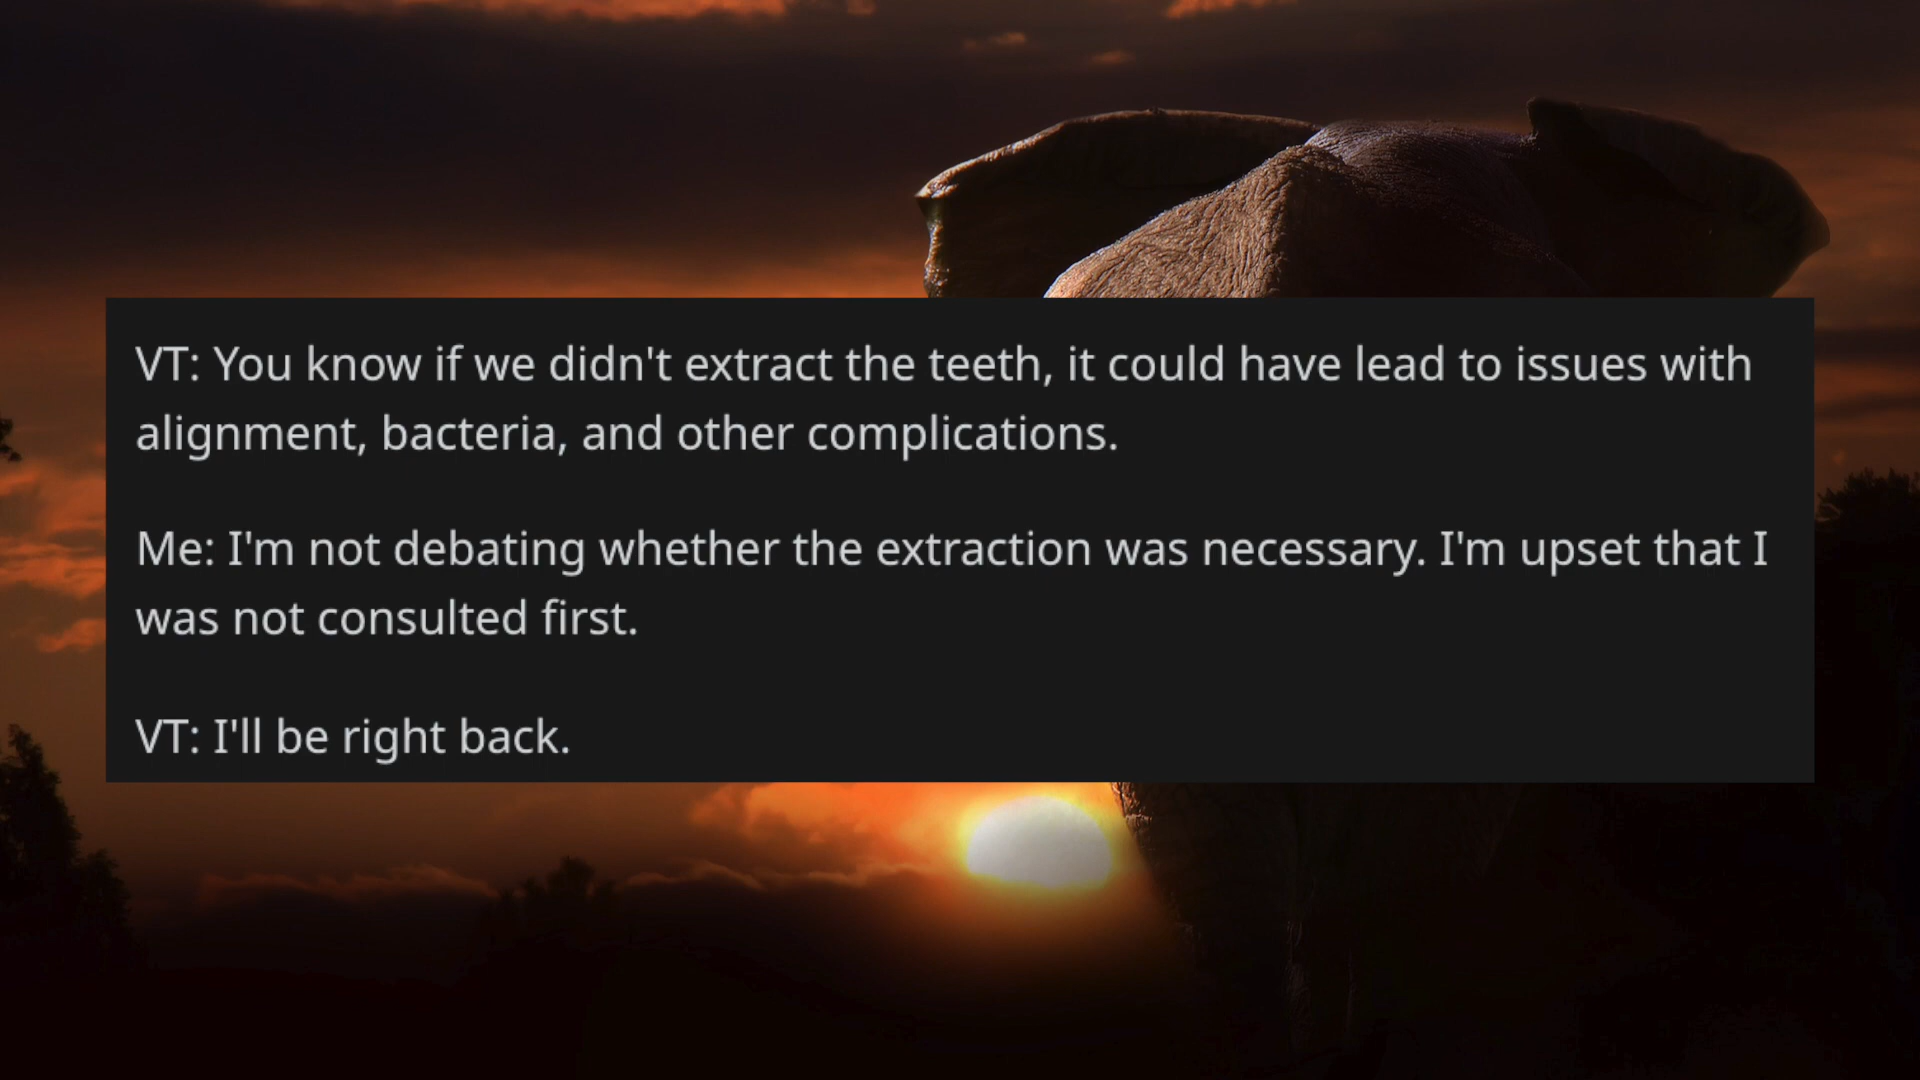 VT: You know if we didn't extract the teeth, it could have lead to issues with
alignment, bacteria, and other complications.
Me: I'm not debating whether the extraction was necessary. I'm upset that I
was not consulted first.
VT: I'll be right back.